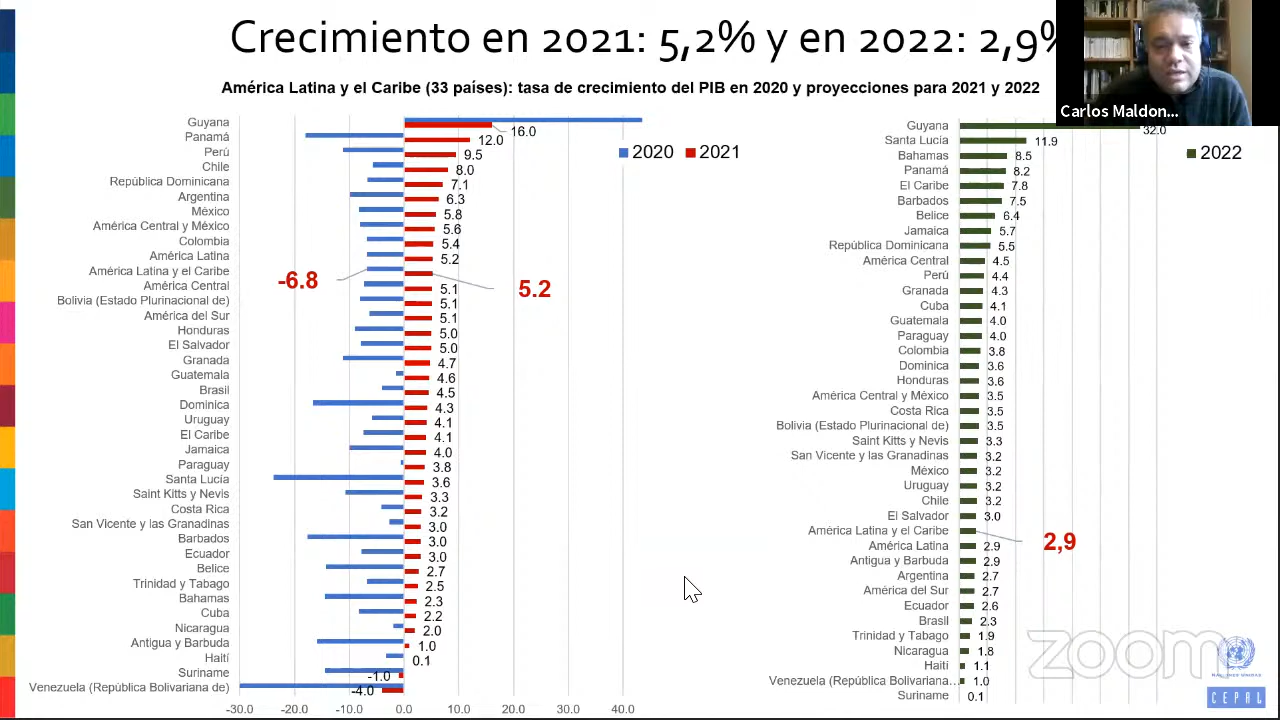 Crecimiento en 2021: 5,2% y en 2022: 2,9%
América Latina y el Caribe (33 países): tasa de crecimiento del PIB en 2020 y proyecciones para 2021 y 2022
Carlos Maldon...
2020 2021
Guyana 16.0
Panamá 12.0
Perú 9.5
Chile 8.0
República Dominicana 7.1
Argentina 6.3
México 5.8
América Central y México 5.6
Colombia 5.4
América Latina 5.2
América Latina y el Caribe -6.8 5.2
América Central 5.1
Bolivia (Estado Plurinacional de) 5.1
América del Sur 5.1
Honduras 5.0
El Salvador 5.0
Granada 4.7
Guatemala 4.6
Brasil 4.5
Dominica 4.3
Uruguay 4.1
El Caribe 4.1
Jamaica 4.0
Paraguay 3.8
Santa Lucía 3.6
Saint Kitts y Nevis 3.3
Costa Rica 3.2
San Vicente y las Granadinas 3.0
Barbados 3.0
Ecuador 3.0
Belice 2.7
Trinidad y Tabago 2.5
Bahamas 2.3
Cuba 2.2
Nicaragua 2.0
Antigua y Barbuda 1.0
Haití 0.1
Suriname -1.0
Venezuela (República Bolivariana de) -4.0
-30.0 -20.0 -10.0 0.0 10.0 20.0 30.0 40.0
2022
Guyana 32.0
Santa Lucía 11.9
Bahamas 8.5
Panamá 8.2
El Caribe 7.8
Barbados 7.5
Belice 6.4
Jamaica 5.7
República Dominicana 5.5
América Central 4.5
Perú 4.4
Granada 4.3
Cuba 4.1
Guatemala 4.0
Paraguay 4.0
Colombia 3.8
Dominica 3.6
Honduras 3.6
América Central y México 3.5
Costa Rica 3.5
Bolivia (Estado Plurinacional de) 3.5
Saint Kitts y Nevis 3.3
San Vicente y las Granadinas 3.2
México 3.2
Uruguay 3.2
Chile 3.2
El Salvador 3.0
América Latina y el Caribe 2,9
América Latina 2.9
Antigua y Barbuda 2.9
Argentina 2.7
América del Sur 2.7
Ecuador 2.6
Brasil 2.3
Trinidad y Tabago 1.9
Nicaragua 1.8
Haití 1.1
Venezuela (República Bolivariana... 1.0
Suriname 0.1
zoom
NACIONES UNIDAS
CEPAL